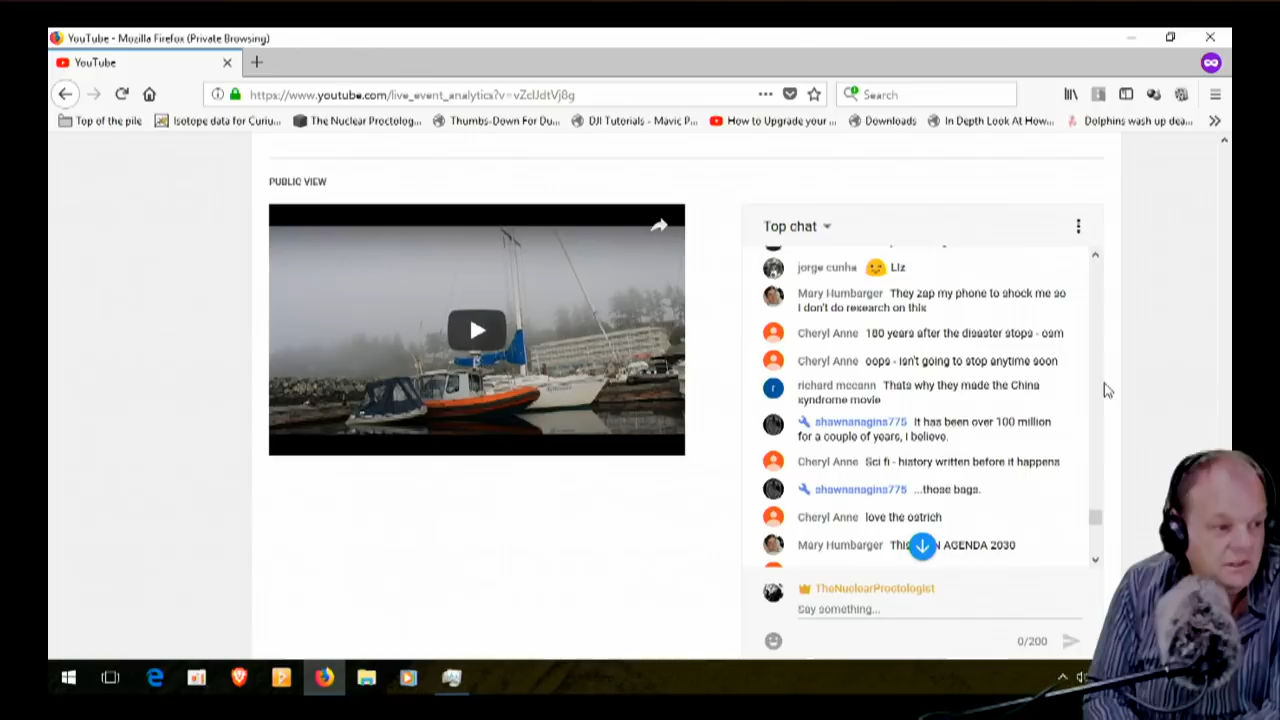 YouTube - Mozilla Firefox (Private Browsing)
YouTube
https://www.youtube.com/live_event_analytics?v=vZclJdtVj8g
Search
Top of the pile
Isotope data for Curiu...
The Nuclear Proctolog...
Thumbs-Down For Du...
DJI Tutorials - Mavic P...
How to Upgrade your ...
Downloads
In Depth Look At How...
Dolphins wash up dea...
PUBLIC VIEW
Top chat
jorge cunha LIz
Mary Humbarger They zap my phone to shock me so
I don't do research on this
Cheryl Anne 180 years after the disaster stops - osm
Cheryl Anne oops - isn't going to stop anytime soon
richard mccann Thats why they made the China
syndrome movie
shawnanagins775 It has been over 100 million
for a couple of years, I believe.
Cheryl Anne Sci fi - history written before it happens
shawnanagins775 ...those bags.
Cheryl Anne love the ostrich
Mary Humbarger AGENDA 2030
TheNuclearProctologist
Say something...
0/200